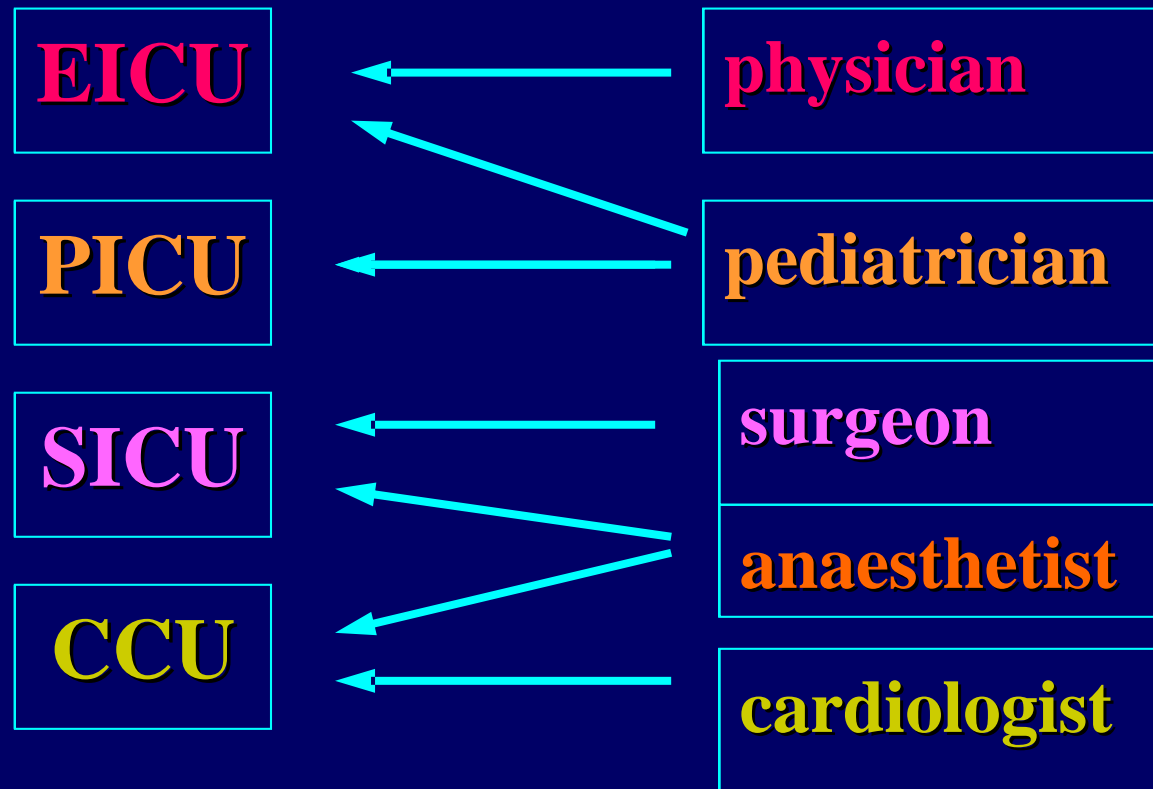 EICU
physician
PICU
pediatrician
SICU
surgeon
anaesthetist
CCU
cardiologist